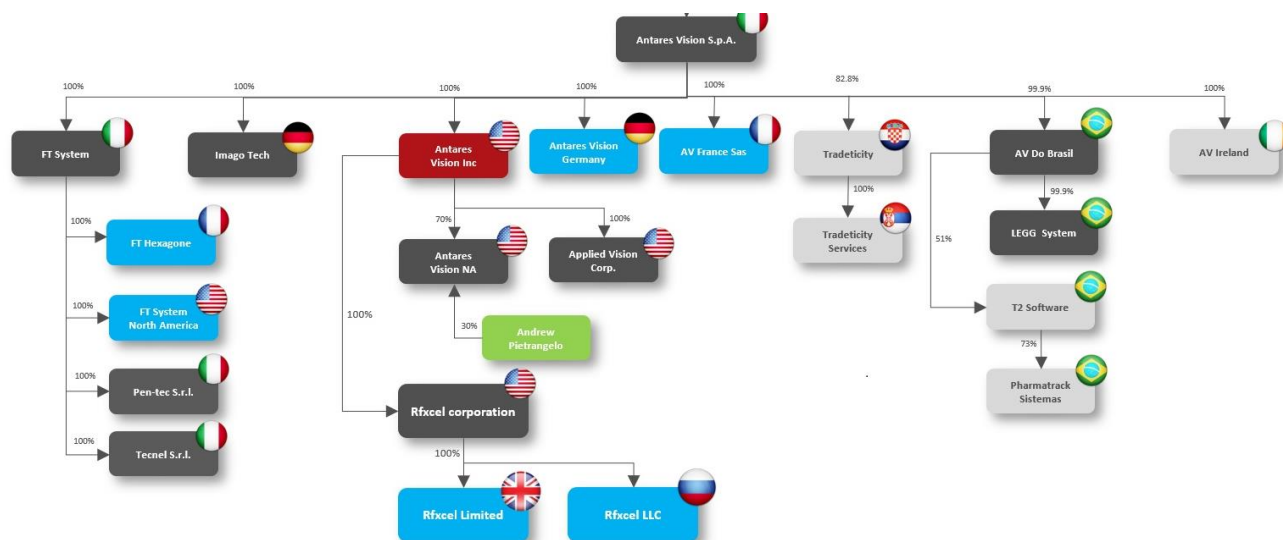 Antares Vision S.p.A.
100%
100%
100%
100%
100%
82.8%
99.9%
100%
FT System
Imago Tech
Antares
Vision Inc
Antares Vision
Germany
AV France Sas
Tradeticity
AV Do Brasil
AV Ireland
100%
99.9%
100%
FT Hexagone
70%
100%
Antares
Vision NA
Applied Vision
Corp.
Tradeticity
Services
LEGG System
51%
100%
FT System
North America
100%
30%
Andrew
Pietrangelo
T2 Software
73%
100%
Pen-tec S.r.l.
Rfxcel corporation
Pharmatrack
Sistemas
100%
Tecnel S.r.l.
100%
Rfxcel Limited
Rfxcel LLC